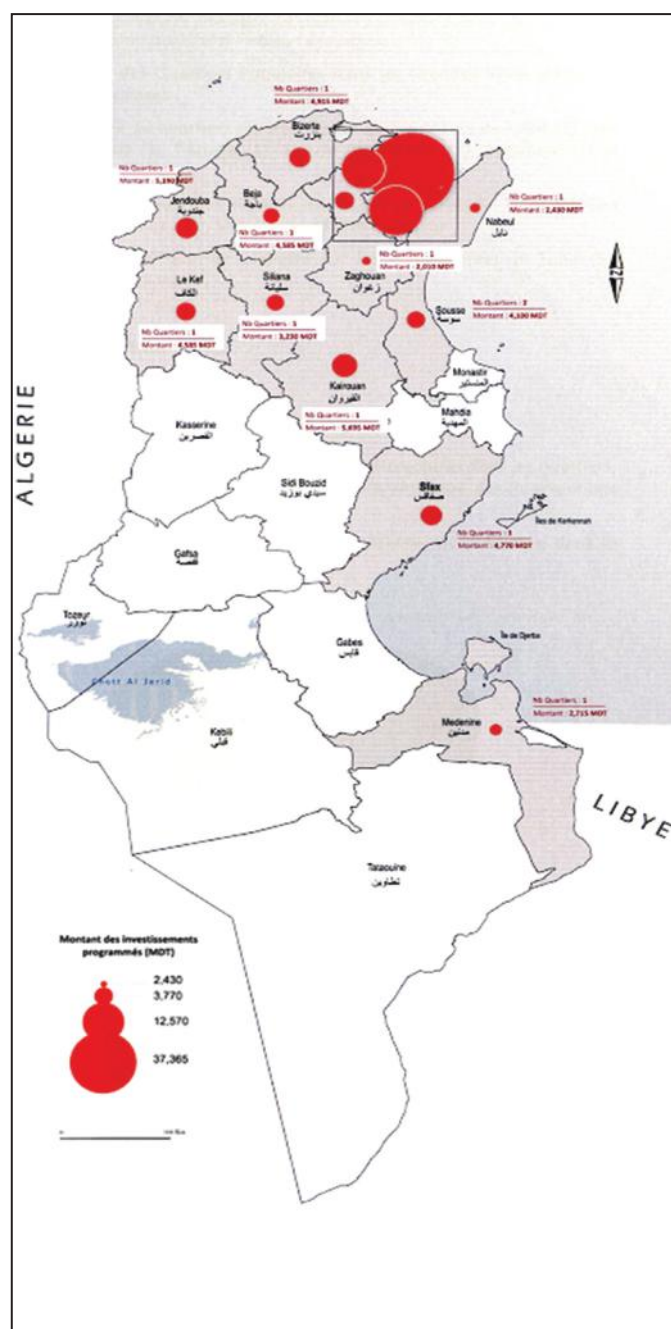 Nb Quartiers : 1
Montant : 4,915 MDT
Bizerte
بنزرت
Nb Quartiers : 1
Montant : 5,190 MDT
Jendouba
جندوبة
Beja
باجة
Nb Quartiers : 1
Montant : 4,585 MDT
Nb Quartiers : 1
Montant : 2,430 MDT
Nabeul
نابل
Nb Quartiers : 1
Montant : 2,010 MDT
Zaghouan
زغوان
Le Kef
الكاف
Nb Quartiers : 1
Montant : 4,585 MDT
Siliana
سليانة
Nb Quartiers : 1
Montant : 3,230 MDT
Sousse
سوسة
Nb Quartiers : 2
Montant : 4,100 MDT
Monastir
المنستير
Mahdia
المهدية
Kairouan
القيروان
Nb Quartiers : 1
Montant : 5,695 MDT
ALGERIE
Kasserine
القصرين
Sidi Bouzid
سيدي بوزيد
Sfax
صفاقس
Îles de Kerkennah
Nb Quartiers : 1
Montant : 4,770 MDT
Gafsa
قفصة
Tozeur
توزر
Chott Al Jerid
Gabes
قابس
Île de Djerba
Nb Quartiers : 1
Montant : 2,715 MDT
Medenine
مدنين
Kebili
قبلي
LIBYE
Tataouine
تطاوين
Montant des investissements
programmés (MDT)
2,430
3,770
12,570
37,365